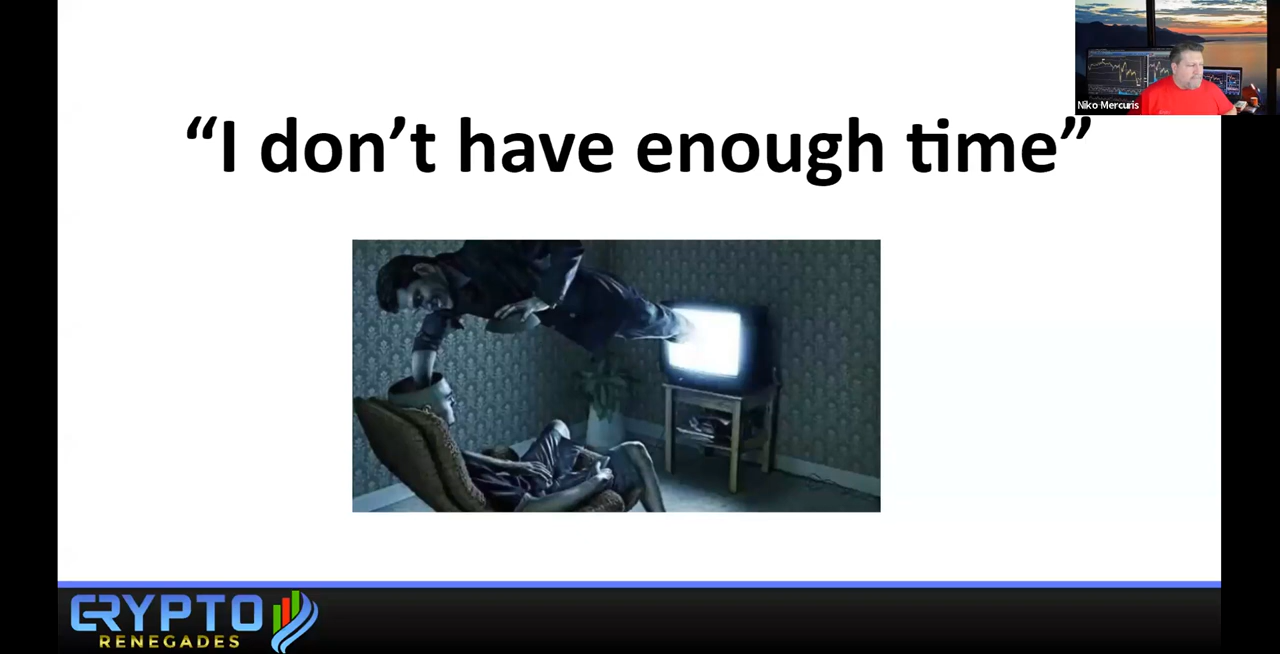 “I don’t have enough time”
Niko Mercuris
CRYPTO
RENEGADES